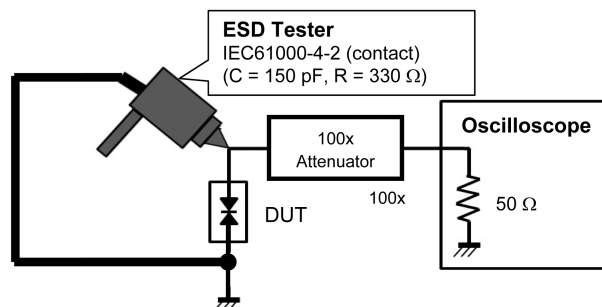 ESD Tester
IEC61000-4-2 (contact)
(C = 150 pF, R = 330 Ω)
100x
Attenuator
100x
Oscilloscope
50 Ω
DUT